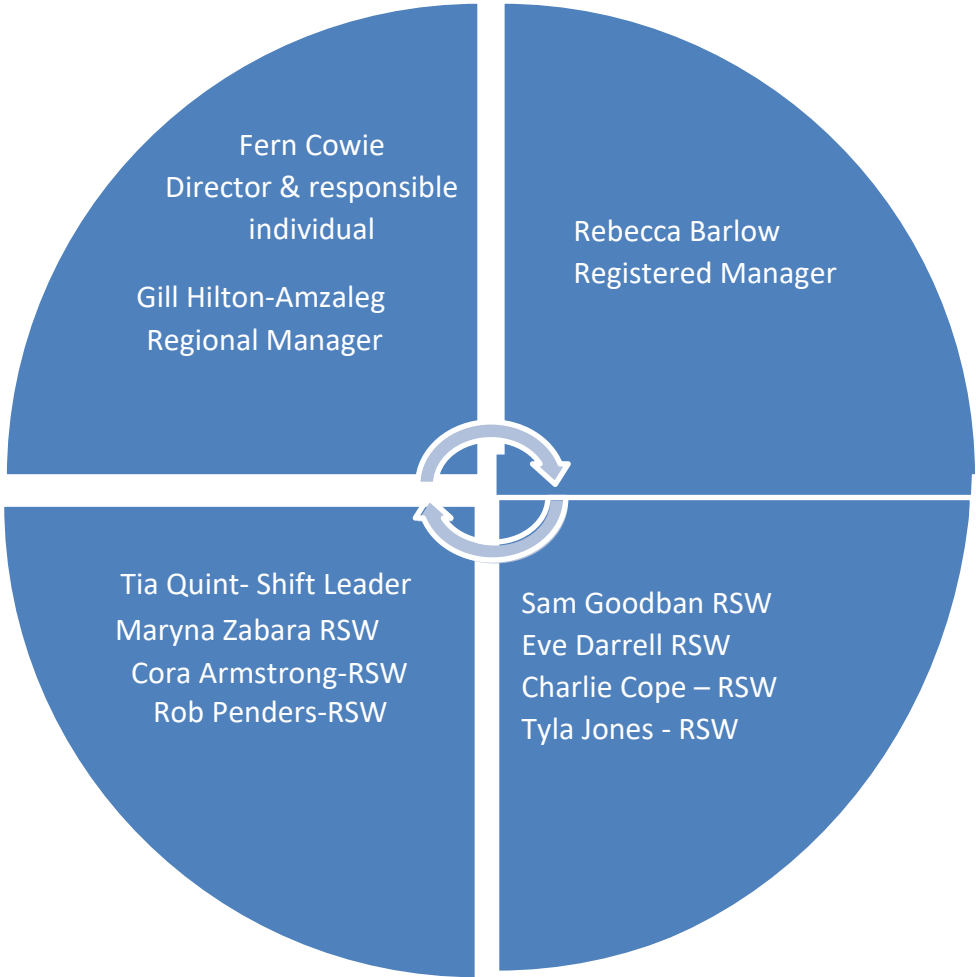 Fern Cowie
Director & responsible
individual
Gill Hilton-Amzaleg
Regional Manager
Rebecca Barlow
Registered Manager
Tia Quint- Shift Leader
Maryna Zabara RSW
Cora Armstrong-RSW
Rob Penders-RSW
Sam Goodban RSW
Eve Darrell RSW
Charlie Cope – RSW
Tyla Jones - RSW